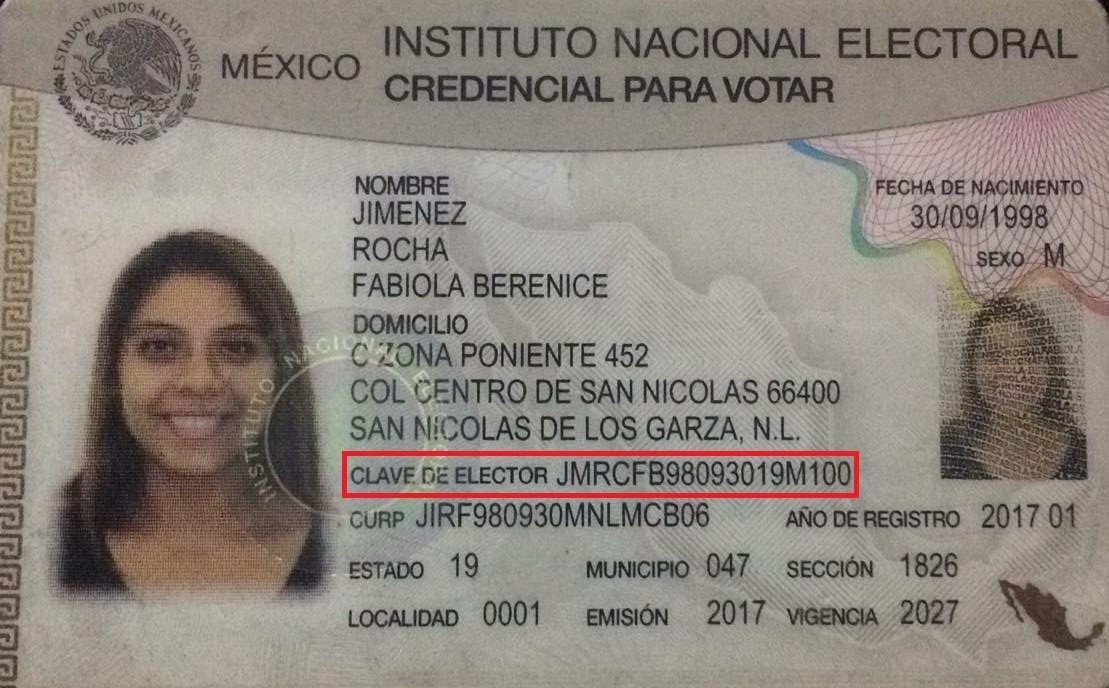 ESTADOS UNIDOS MEXICANOS
MÉXICO
INSTITUTO NACIONAL ELECTORAL
CREDENCIAL PARA VOTAR
NOMBRE
JIMENEZ
ROCHA
FABIOLA BERENICE
FECHA DE NACIMIENTO
30/09/1998
SEXO M
DOMICILIO
C ZONA PONIENTE 452
COL CENTRO DE SAN NICOLAS 66400
SAN NICOLAS DE LOS GARZA, N.L.
CLAVE DE ELECTOR JMRCFB98093019M100
CURP JIRF980930MNLMCB06 AÑO DE REGISTRO 2017 01
ESTADO 19 MUNICIPIO 047 SECCIÓN 1826
LOCALIDAD 0001 EMISIÓN 2017 VIGENCIA 2027
INSTITUTO NACIONAL